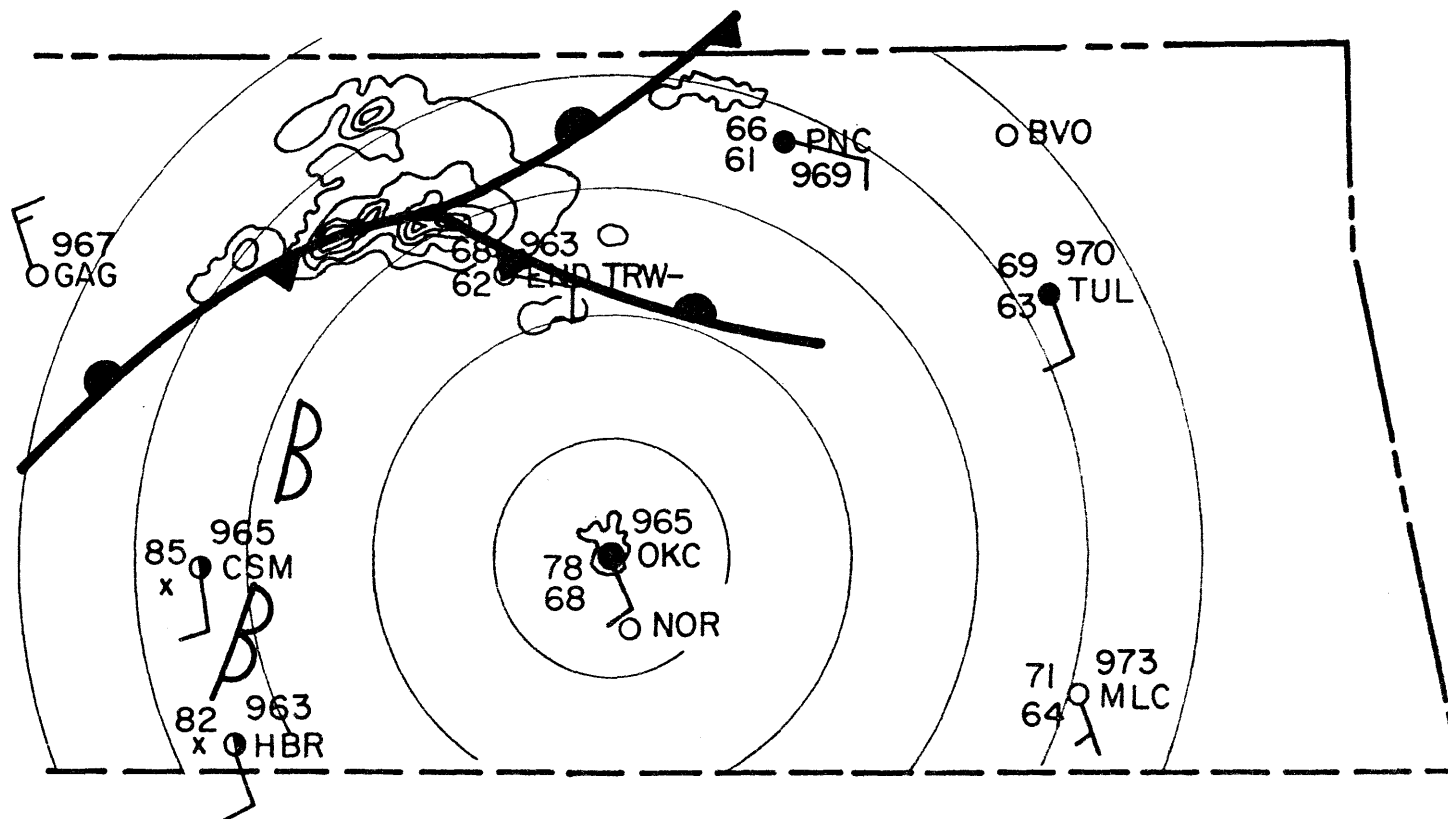 66 PNC
61 969
BVO
967
GAG
68 963
62 END TRW-
69 970
63 TUL
965
85 CSM
x
965
78 OKC
68
NOR
71 973
64 MLC
82 963
x HBR